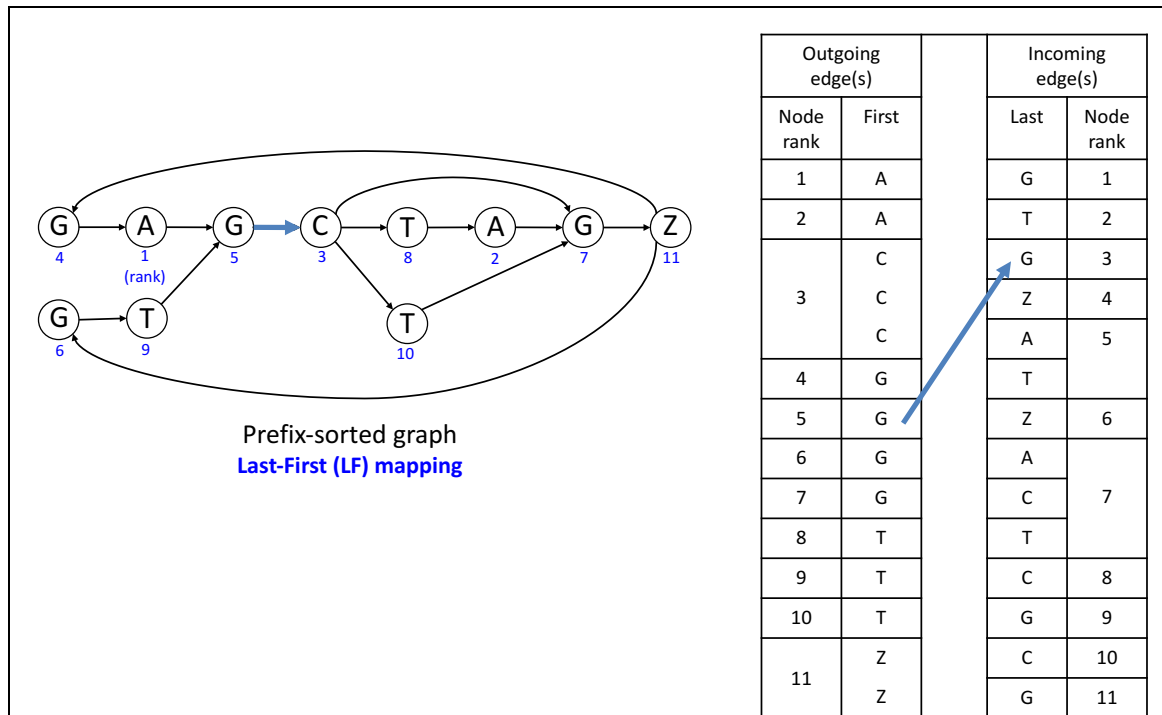 G A G C T A G Z
4 1 5 3 8 2 7 11
(rank)
G T T
6 9 10
Prefix-sorted graph
Last-First (LF) mapping
Outgoing edge(s) Incoming edge(s)
Node rank First Last Node rank
1 A G 1
2 A T 2
3 C G 3
C Z 4
C A 5
4 G T
5 G Z 6
6 G A 7
7 G C
8 T T
9 T C 8
10 T G 9
11 Z C 10
Z G 11